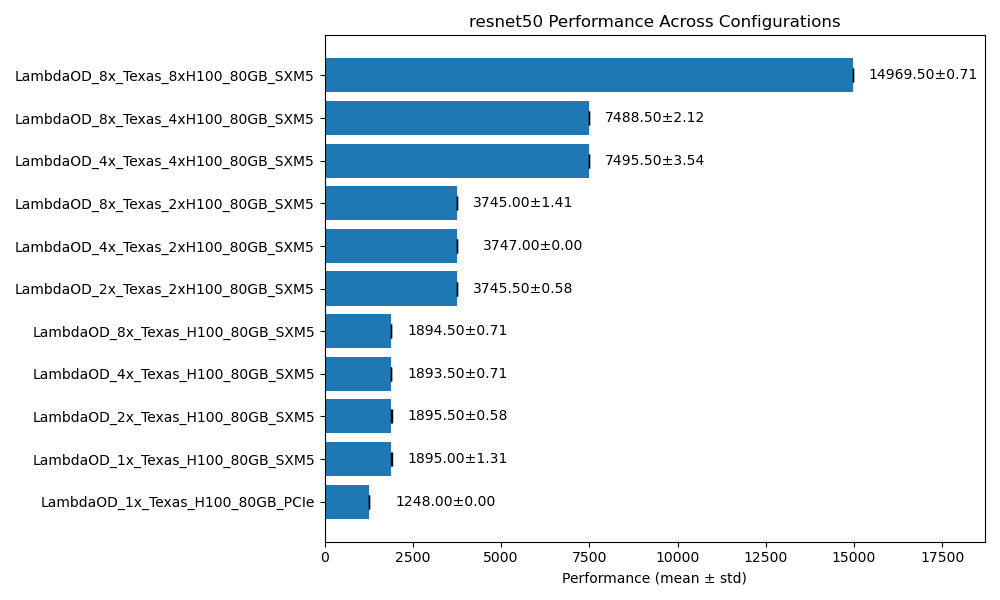 resnet50 Performance Across Configurations
LambdaOD_8x_Texas_8xH100_80GB_SXM5 14969.50±0.71
LambdaOD_8x_Texas_4xH100_80GB_SXM5 7488.50±2.12
LambdaOD_4x_Texas_4xH100_80GB_SXM5 7495.50±3.54
LambdaOD_8x_Texas_2xH100_80GB_SXM5 3745.00±1.41
LambdaOD_4x_Texas_2xH100_80GB_SXM5 3747.00±0.00
LambdaOD_2x_Texas_2xH100_80GB_SXM5 3745.50±0.58
LambdaOD_8x_Texas_H100_80GB_SXM5 1894.50±0.71
LambdaOD_4x_Texas_H100_80GB_SXM5 1893.50±0.71
LambdaOD_2x_Texas_H100_80GB_SXM5 1895.50±0.58
LambdaOD_1x_Texas_H100_80GB_SXM5 1895.00±1.31
LambdaOD_1x_Texas_H100_80GB_PCIe 1248.00±0.00
0 2500 5000 7500 10000 12500 15000 17500
Performance (mean ± std)